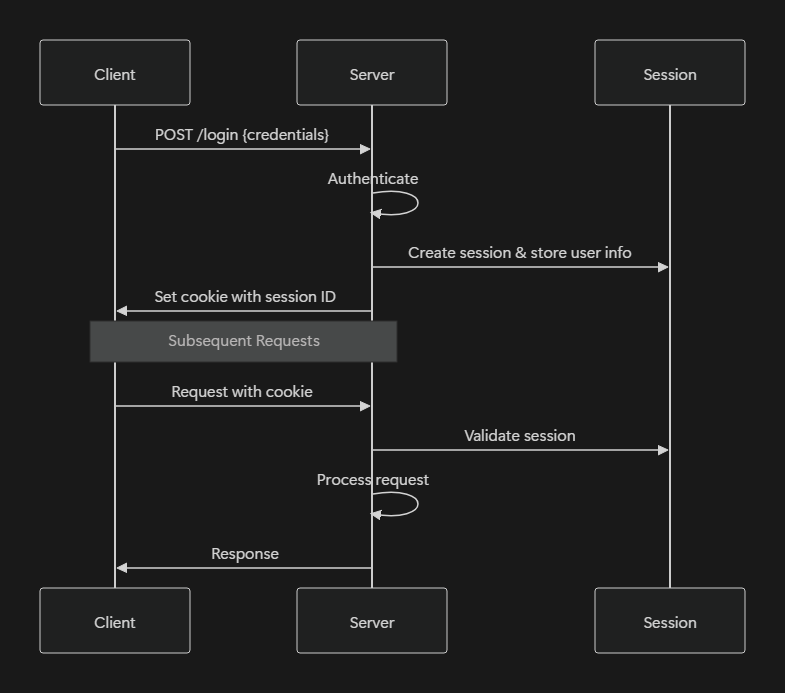 Client
Server
Session
POST /login {credentials}
Authenticate
Create session & store user info
Set cookie with session ID
Subsequent Requests
Request with cookie
Validate session
Process request
Response
Client
Server
Session